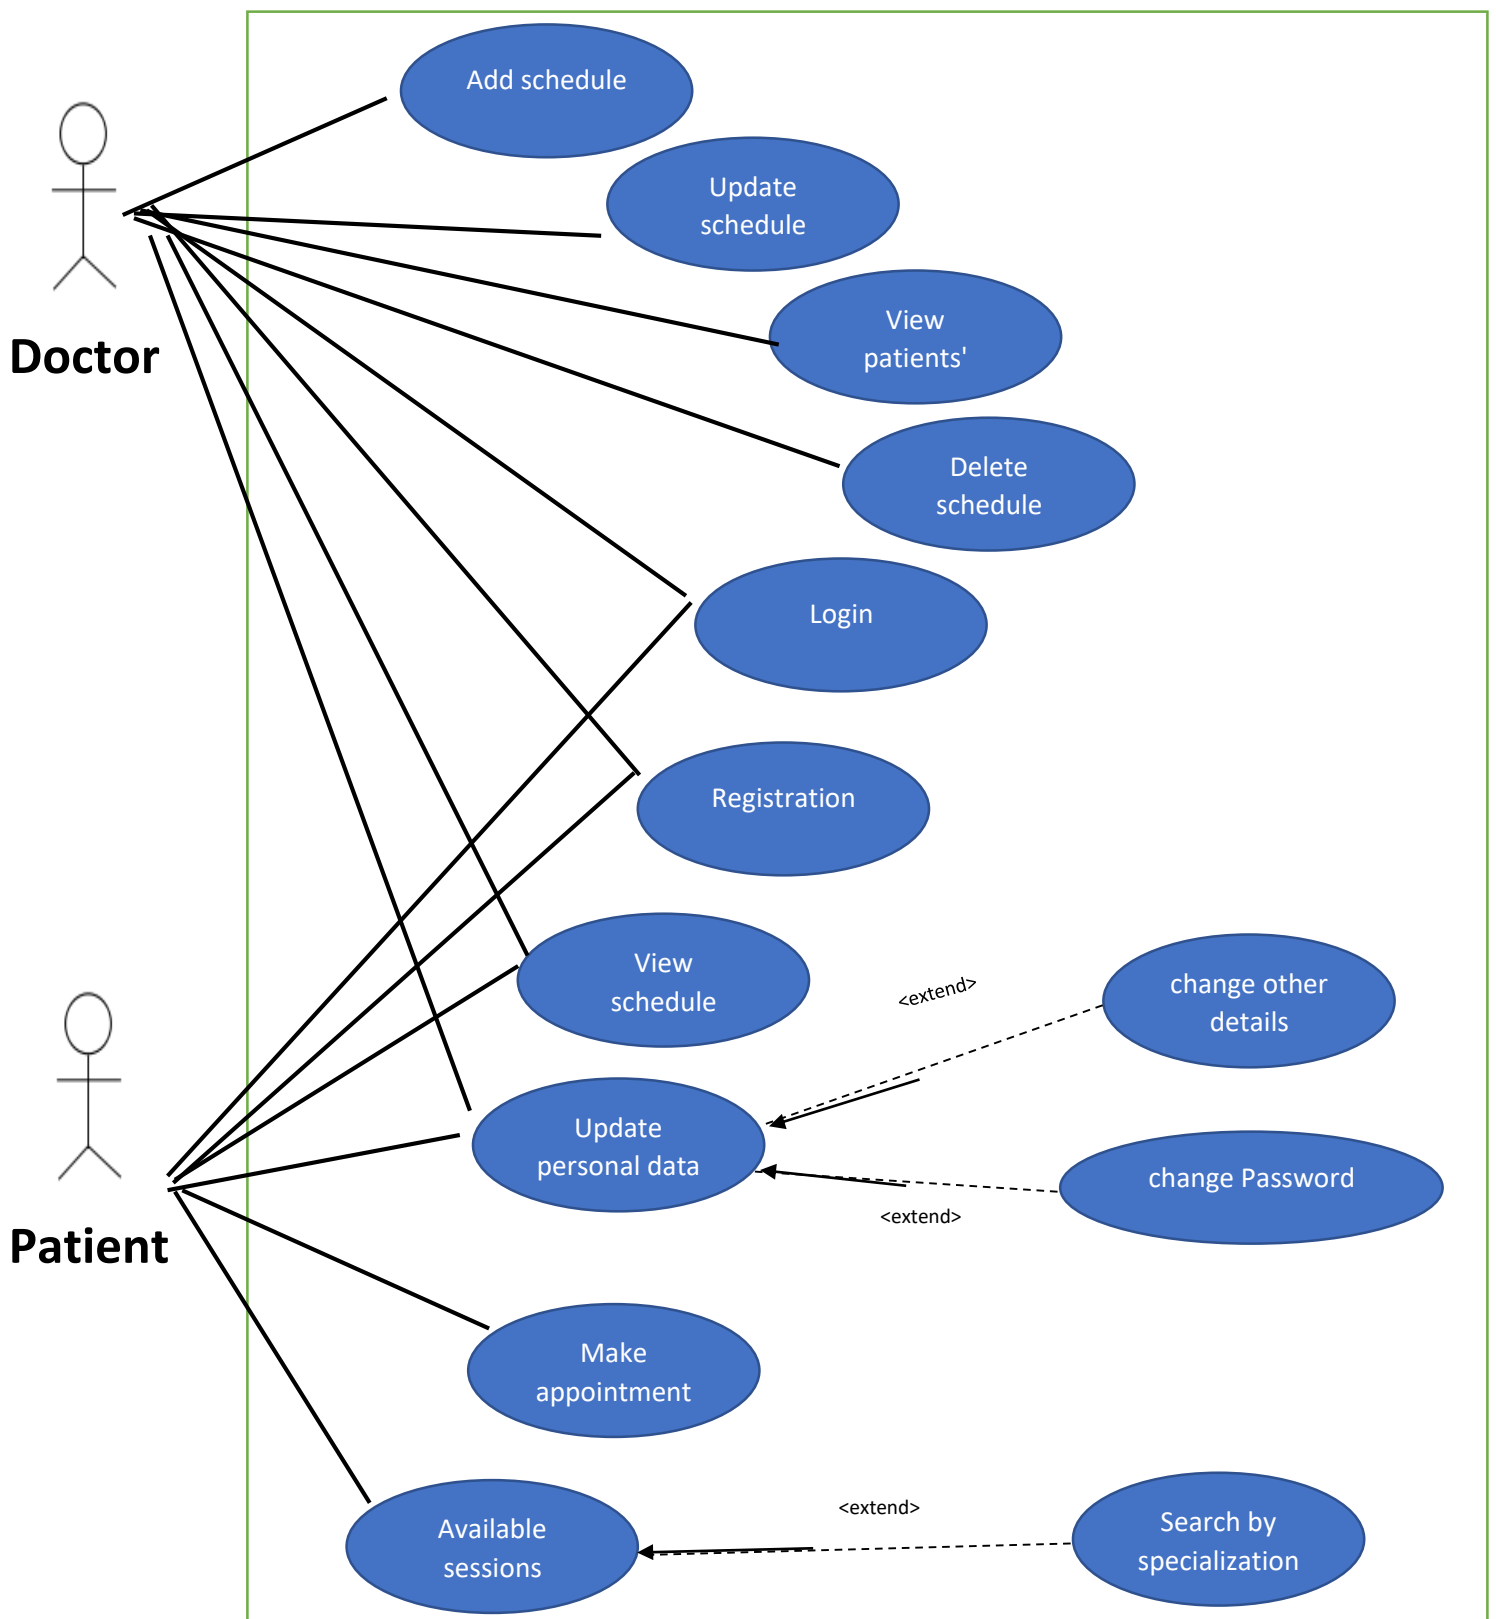 Add schedule
Update
schedule
View
patients'
Doctor
Delete
schedule
Login
Registration
View
schedule
<extend>
change other
details
Update
personal data
change Password
<extend>
Patient
Make
appointment
<extend>
Available
sessions
Search by
specialization